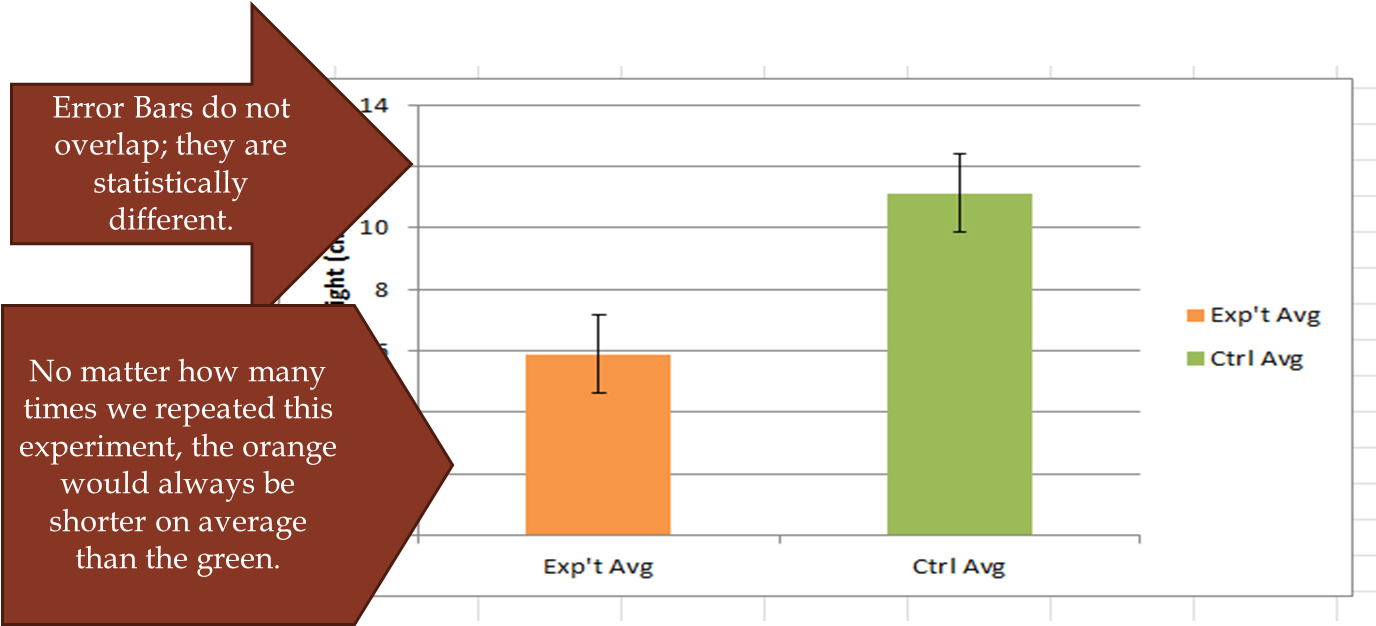 Error Bars do not
overlap; they are
statistically
different.
No matter how many
times we repeated this
experiment, the orange
would always be
shorter on average
than the green.
14
10
8
Exp't Avg
Ctrl Avg
Exp't Avg
Ctrl Avg